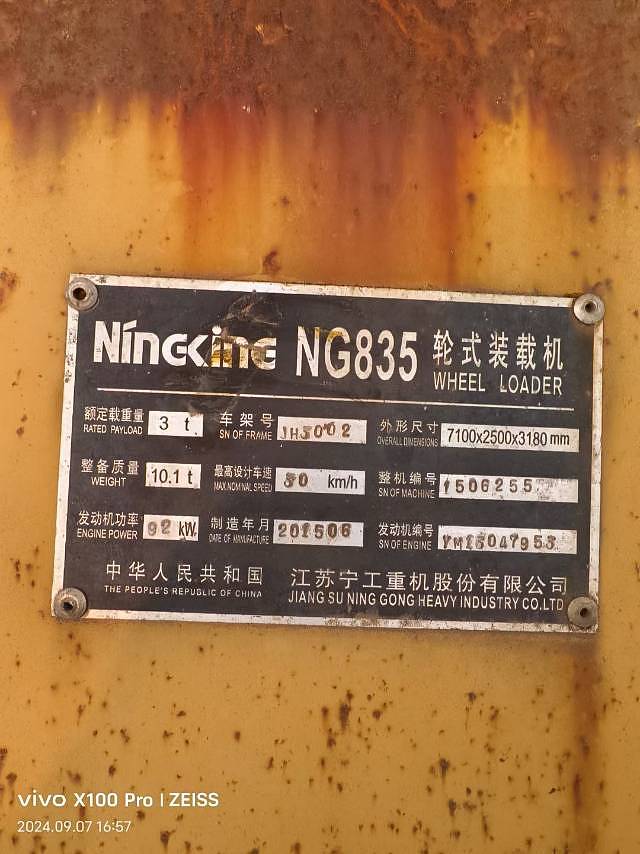 Ningking NG835 轮式装载机
WHEEL LOADER
额定载重量 3 t 车架号 JH3002 外形尺寸 7100x2500x3180 mm
RATED PAYLOAD SN OF FRAME OVERALL DIMENSIONS
整备质量 10.1 t 最高设计车速 30 km/h 整机编号 1506255
WEIGHT MAX.NOMINAL SPEED SN OF MACHINE
发动机功率 92 kW 制造年月 201506 发动机编号 YM15047953
ENGINE POWER DATE OF MANUFACTURE SN OF ENGINE
中华人民共和国 江苏宁工重机股份有限公司
THE PEOPLE'S REPUBLIC OF CHINA JIANG SU NING GONG HEAVY INDUSTRY CO.LTD
vivo X100 Pro | ZEISS
2024.09.07 16:57